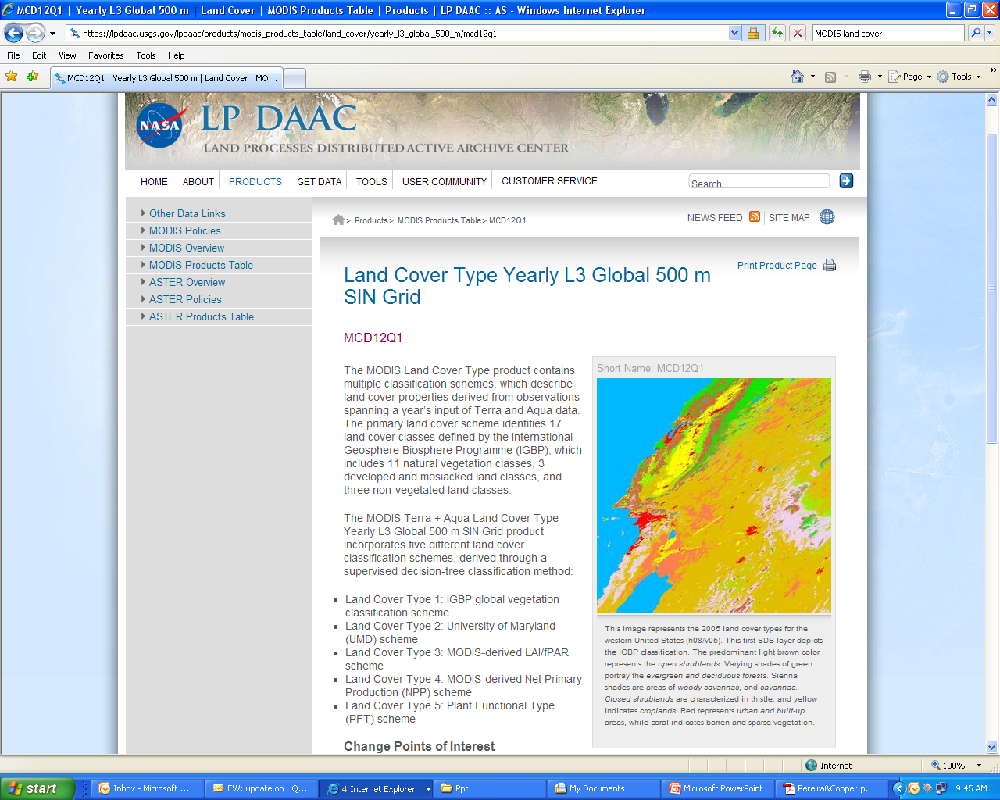 MCD12Q1 | Yearly L3 Global 500 m | Land Cover | MODIS Products Table | Products | LP DAAC :: AS - Windows Internet Explorer
https://lpdaac.usgs.gov/lpdaac/products/modis_products_table/land_cover/yearly_l3_global_500_m/mcd12q1
MODIS land cover
File Edit View Favorites Tools Help
MCD12Q1 | Yearly L3 Global 500 m | Land Cover | MO...
Page Tools
NASA
LP DAAC
LAND PROCESSES DISTRIBUTED ACTIVE ARCHIVE CENTER
HOME ABOUT PRODUCTS GET DATA TOOLS USER COMMUNITY CUSTOMER SERVICE
Search
Other Data Links
MODIS Policies
MODIS Overview
MODIS Products Table
ASTER Overview
ASTER Policies
ASTER Products Table
> Products> MODIS Products Table> MCD12Q1
NEWS FEED SITE MAP
Print Product Page
Land Cover Type Yearly L3 Global 500 m
SIN Grid
MCD12Q1
The MODIS Land Cover Type product contains
multiple classification schemes, which describe
land cover properties derived from observations
spanning a year's input of Terra and Aqua data.
The primary land cover scheme identifies 17
land cover classes defined by the International
Geosphere Biosphere Programme (IGBP), which
includes 11 natural vegetation classes, 3
developed and mosiacked land classes, and
three non-vegetated land classes.
The MODIS Terra + Aqua Land Cover Type
Yearly L3 Global 500 m SIN Grid product
incorporates five different land cover
classification schemes, derived through a
supervised decision-tree classification method:
Land Cover Type 1: IGBP global vegetation
classification scheme
Land Cover Type 2: University of Maryland
(UMD) scheme
Land Cover Type 3: MODIS-derived LAI/fPAR
scheme
Land Cover Type 4: MODIS-derived Net Primary
Production (NPP) scheme
Land Cover Type 5: Plant Functional Type
(PFT) scheme
Change Points of Interest
Short Name: MCD12Q1
This image represents the 2005 land cover types for the
western United States (h08/v05). This first SDS layer depicts
the IGBP classification. The predominant light brown color
represents the open shrublands. Varying shades of green
portray the evergreen and deciduous forests. Sienna
shades are areas of woody savannas, and savannas.
Closed shrublands are characterized in thistle, and yellow
indicates croplands. Red represents urban and built-up
areas, while coral indicates barren and sparse vegetation.
Internet
100%
start
Inbox - Microsoft ...
FW: update on HQ...
4 Internet Explorer
Ppt
My Documents
Microsoft PowerPoint
Pereira&Cooper.p...
9:45 AM